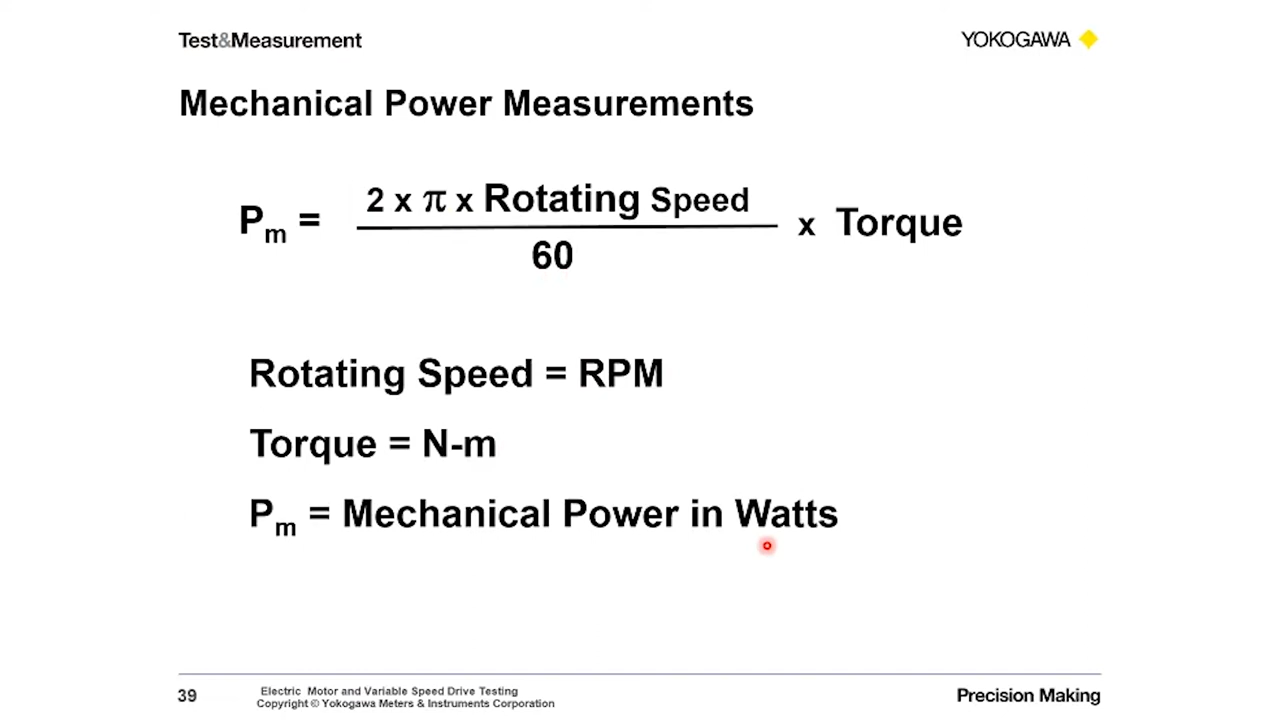 Test&Measurement
YOKOGAWA
Mechanical Power Measurements
2 x π x Rotating Speed
Pm = x Torque
60
Rotating Speed = RPM
Torque = N-m
Pm = Mechanical Power in Watts
39
Electric Motor and Variable Speed Drive Testing
Copyright © Yokogawa Meters & Instruments Corporation
Precision Making